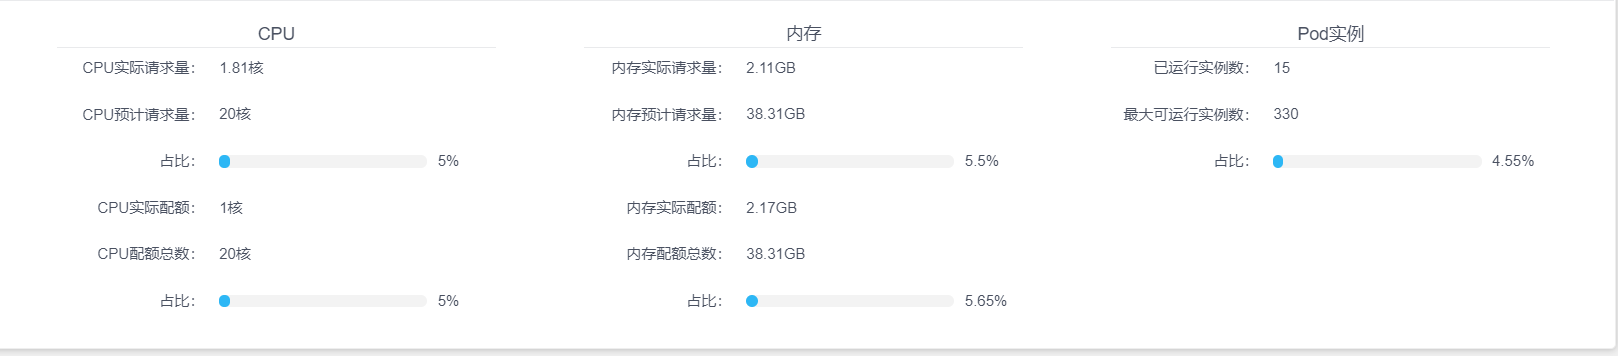 CPU
CPU实际请求量： 1.81核
CPU预计请求量： 20核
占比： 5%
CPU实际配额： 1核
CPU配额总数： 20核
占比： 5%
内存
内存实际请求量： 2.11GB
内存预计请求量： 38.31GB
占比： 5.5%
内存实际配额： 2.17GB
内存配额总数： 38.31GB
占比： 5.65%
Pod实例
已运行实例数： 15
最大可运行实例数： 330
占比： 4.55%